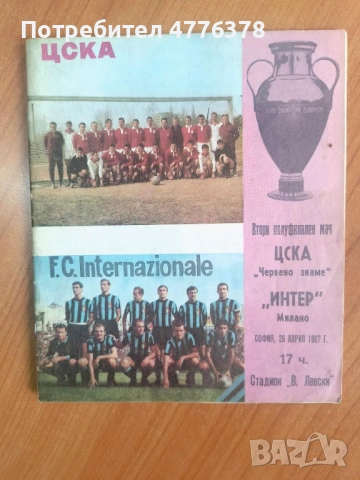 Потребител 4776378
ЦСКА
F.C. Internazionale
Втори полуфинален мач
ЦСКА
„Червено знаме"
„ИНТЕР"
Милано
СОФИЯ, 26 АПРИЛ 1967 Г.
17 ч.
Стадион „В. Левски"
BAZAR